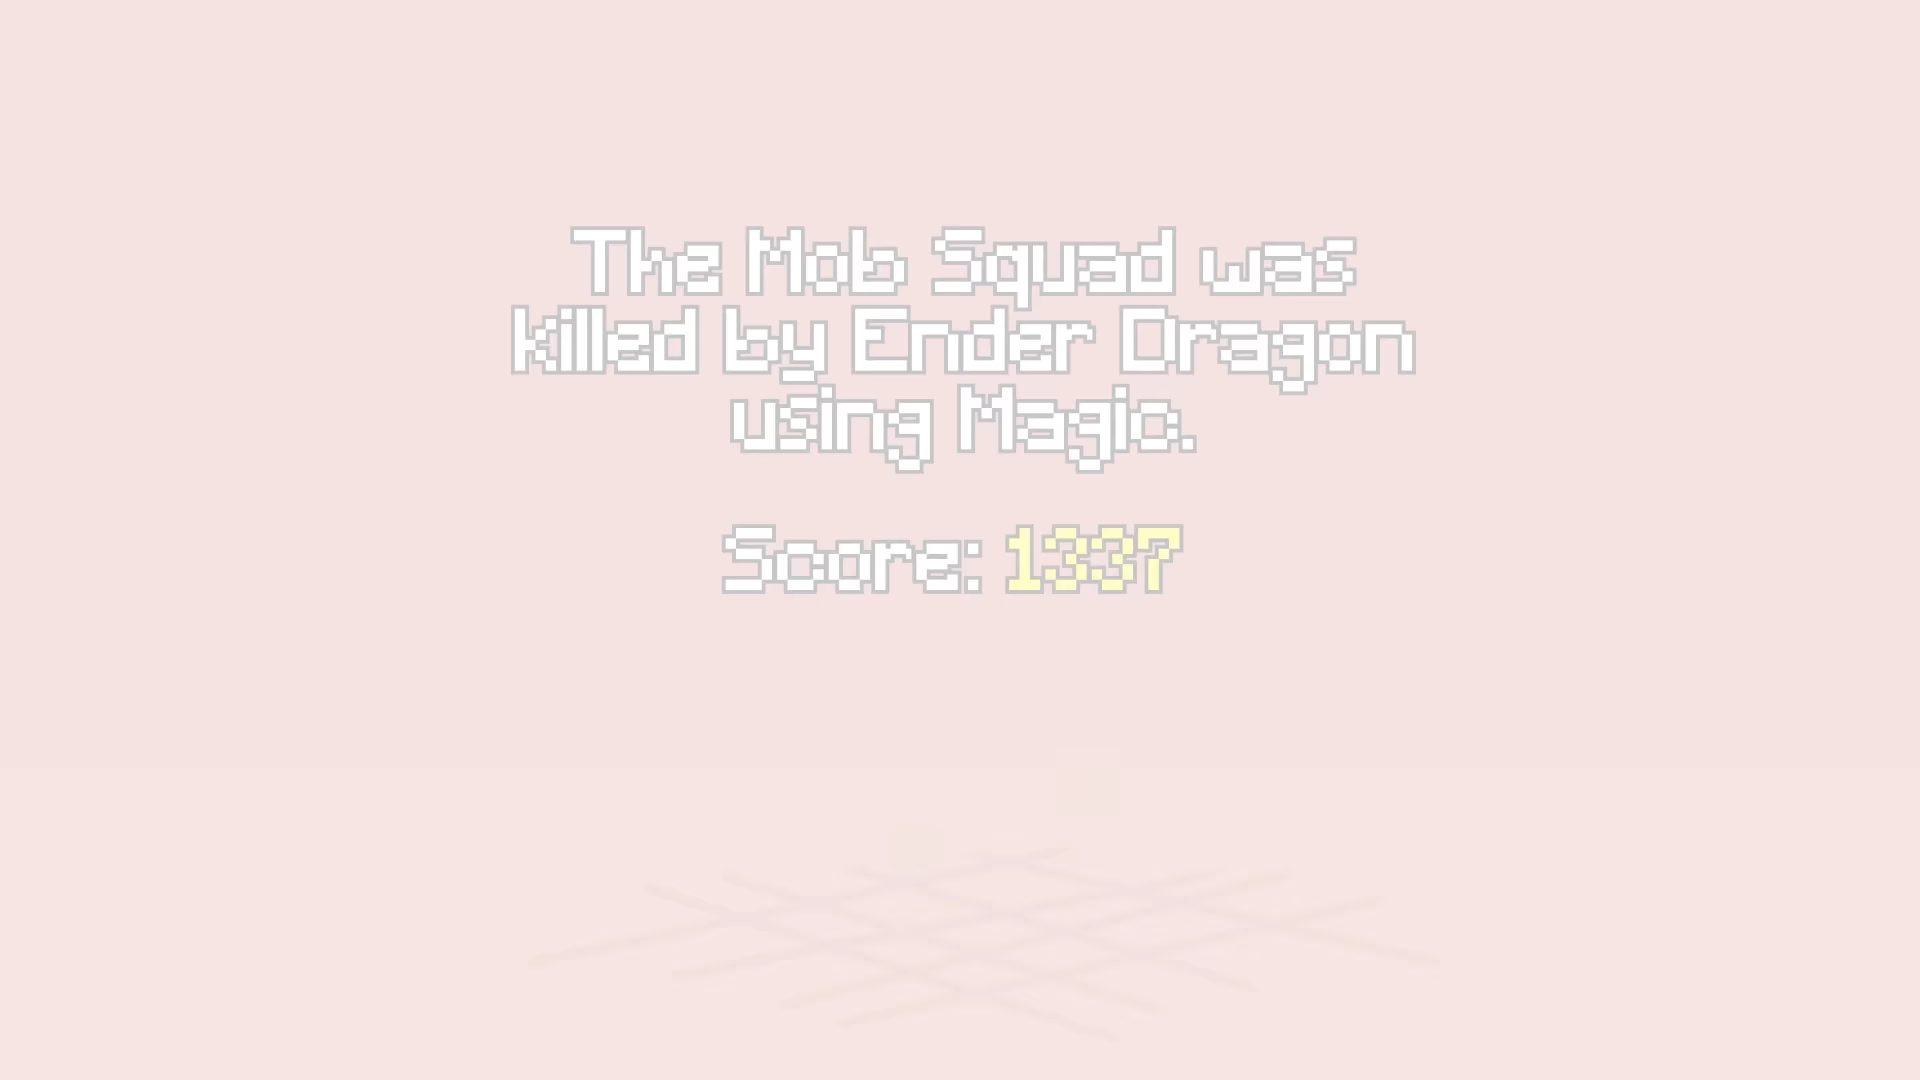 The Mob Squad was
killed by Ender Dragon
using Magic.
Score: 1337